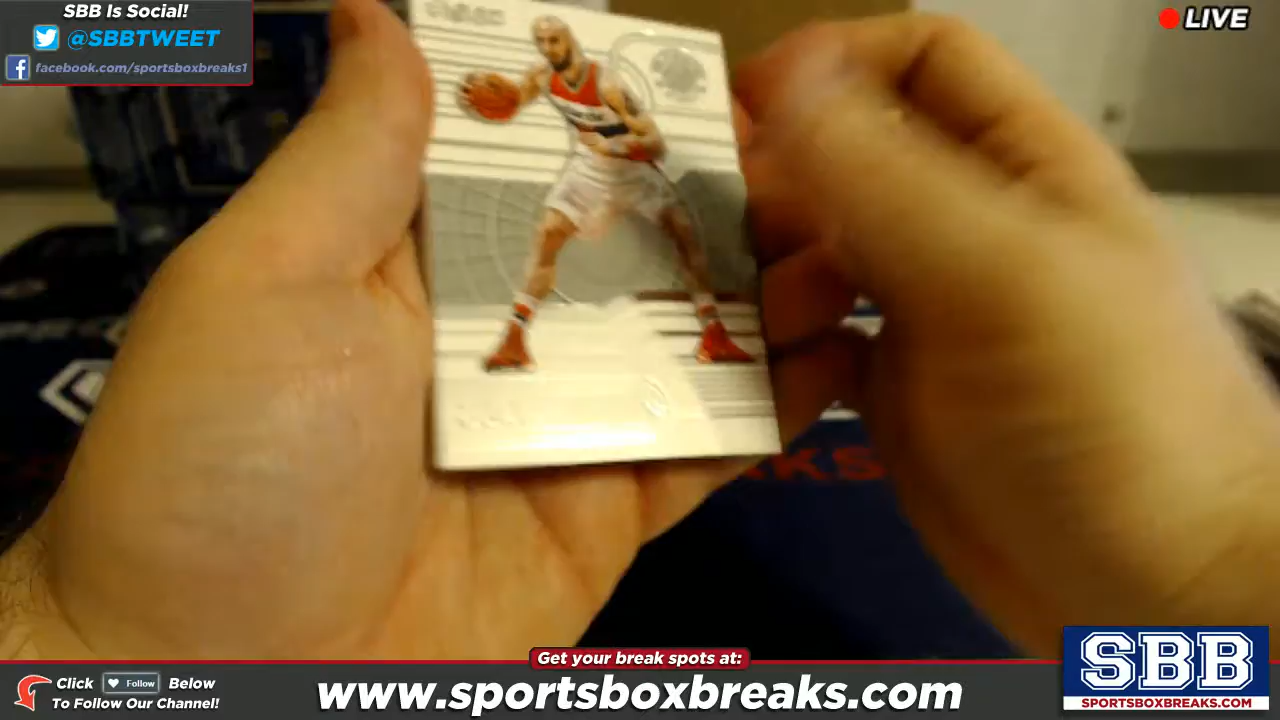 SBB Is Social!
@SBBTWEET
facebook.com/sportsboxbreaks1
LIVE
Get your break spots at:
Click Follow Below
To Follow Our Channel!
www.sportsboxbreaks.com
SBB
SPORTSBOXBREAKS.COM